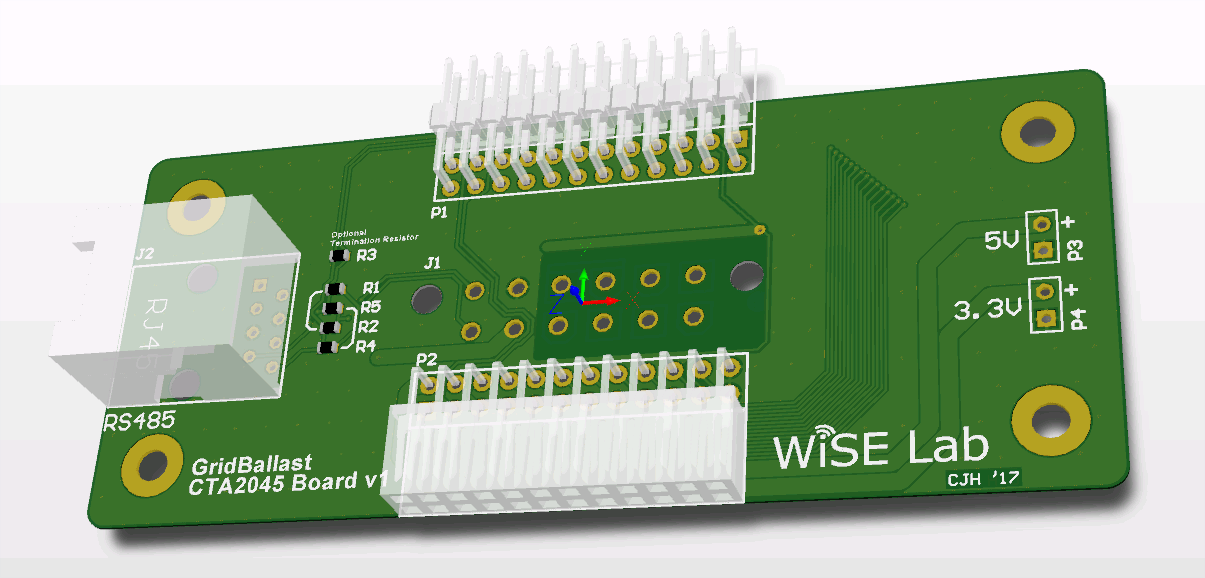 P1
Optional
Termination Resistor
R3
J2
J1
R1
R5
R2
R4
RJ45
5V
+
P3
3.3V
+
P4
Z
X
P2
RS485
GridBallast
CTA2045 Board v1
WiSE Lab
CJH '17